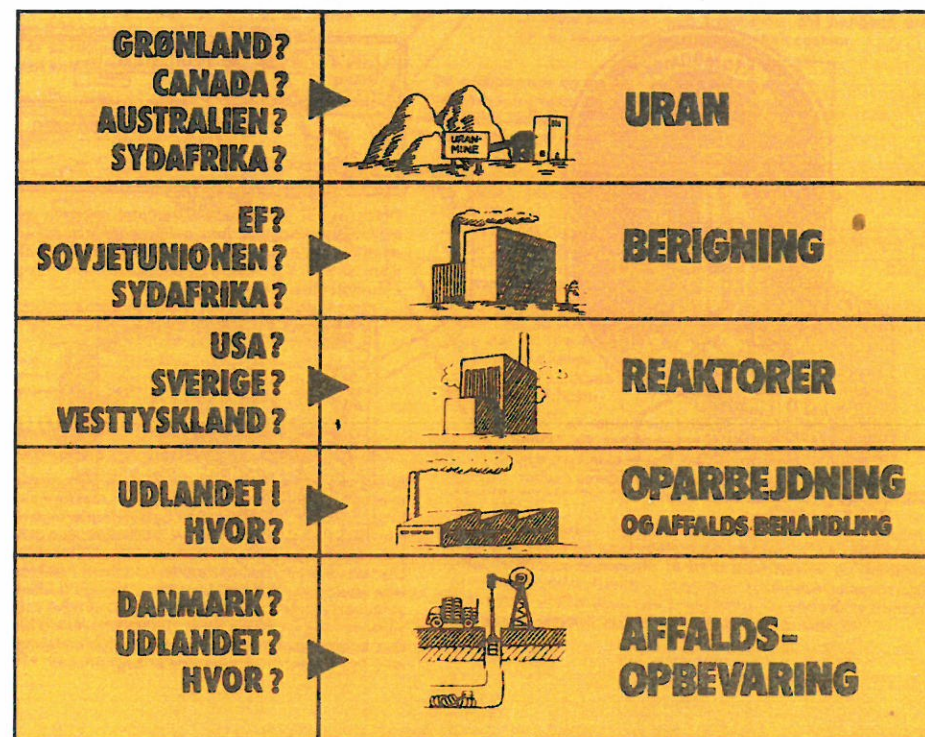 GRØNLAND?
CANADA?
AUSTRALIEN?
SYDAFRIKA?
URAN-
MINE
URAN
EF?
SOVJETUNIONEN?
SYDAFRIKA?
BERIGNING
USA?
SVERIGE?
VESTTYSKLAND?
REAKTORER
UDLANDET!
HVOR?
OPARBEJDNING
OG AFFALDS-BEHANDLING
DANMARK?
UDLANDET?
HVOR?
AFFALDS-
OPBEVARING